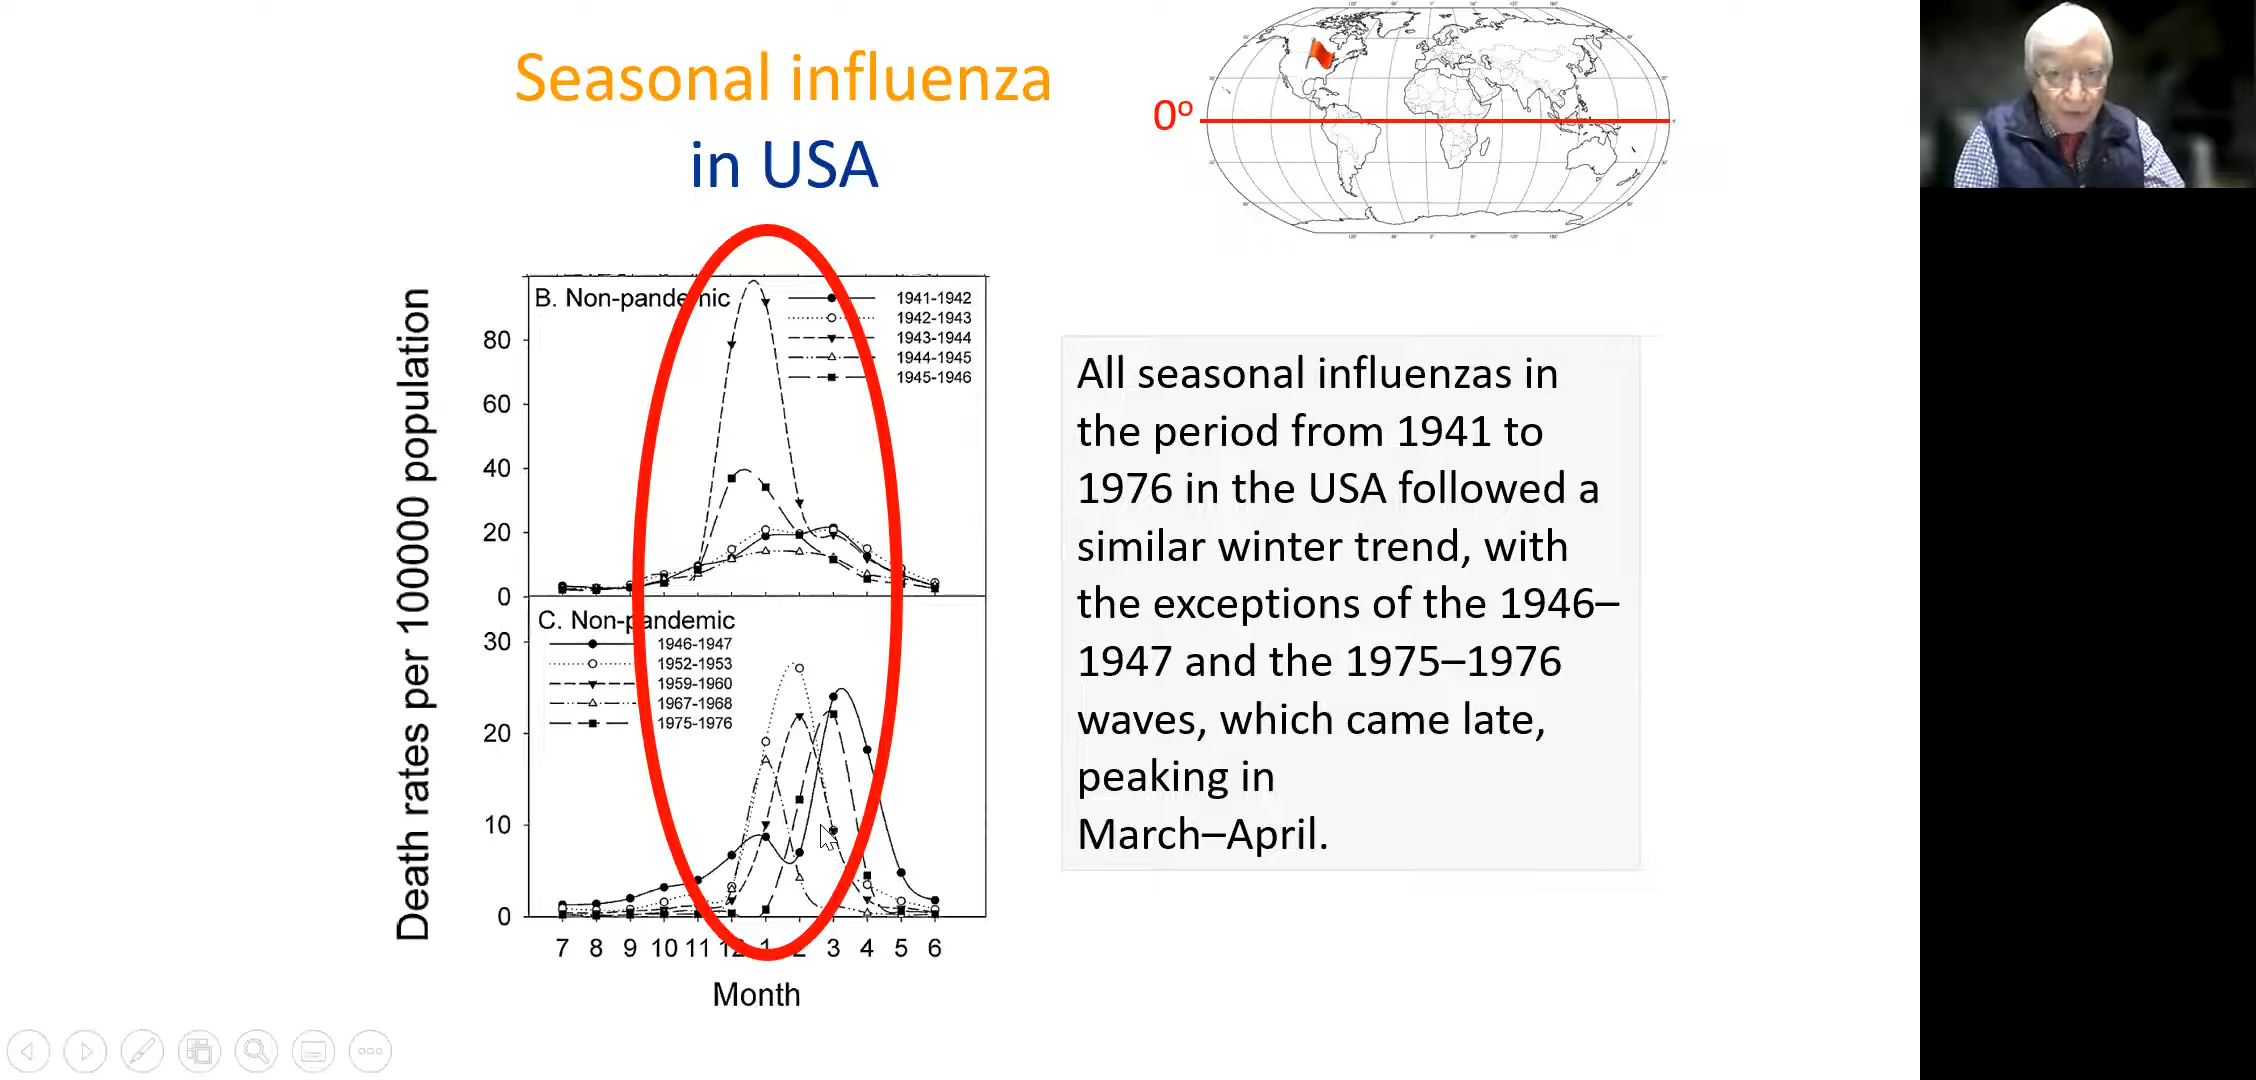 Seasonal influenza
in USA
0º
Death rates per 100000 population
B. Non-pandemic
1941-1942
1942-1943
1943-1944
1944-1945
1945-1946
80
60
40
20
0
C. Non-pandemic
1946-1947
1952-1953
1959-1960
1967-1968
1975-1976
30
20
10
0
7 8 9 10 11 12 1 2 3 4 5 6
Month
All seasonal influenzas in
the period from 1941 to
1976 in the USA followed a
similar winter trend, with
the exceptions of the 1946–
1947 and the 1975–1976
waves, which came late,
peaking in
March–April.